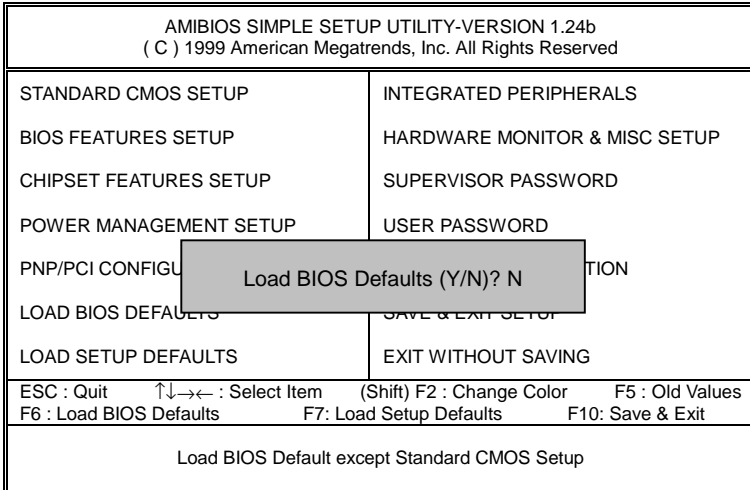 AMIBIOS SIMPLE SETUP UTILITY-VERSION 1.24b
( C ) 1999 American Megatrends, Inc. All Rights Reserved
STANDARD CMOS SETUP
BIOS FEATURES SETUP
CHIPSET FEATURES SETUP
POWER MANAGEMENT SETUP
PNP/PCI CONFIGU
LOAD BIOS DEFAULTS
LOAD SETUP DEFAULTS
INTEGRATED PERIPHERALS
HARDWARE MONITOR & MISC SETUP
SUPERVISOR PASSWORD
USER PASSWORD
TION
SAVE & EXIT SETUP
EXIT WITHOUT SAVING
Load BIOS Defaults (Y/N)? N
ESC : Quit ↑↓→← : Select Item (Shift) F2 : Change Color F5 : Old Values
F6 : Load BIOS Defaults F7: Load Setup Defaults F10: Save & Exit
Load BIOS Default except Standard CMOS Setup